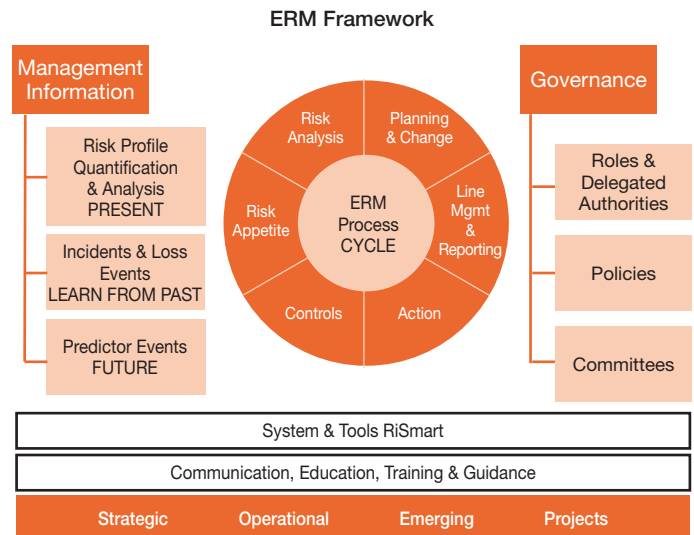 ERM Framework
Management
Information
Risk Profile
Quantification
& Analysis
PRESENT
Incidents & Loss
Events
LEARN FROM PAST
Predictor Events
FUTURE
Risk
Analysis
Planning
& Change
Risk
Appetite
ERM
Process
CYCLE
Line
Mgmt
&
Reporting
Controls
Action
Governance
Roles &
Delegated
Authorities
Policies
Committees
System & Tools RiSmart
Communication, Education, Training & Guidance
Strategic Operational Emerging Projects